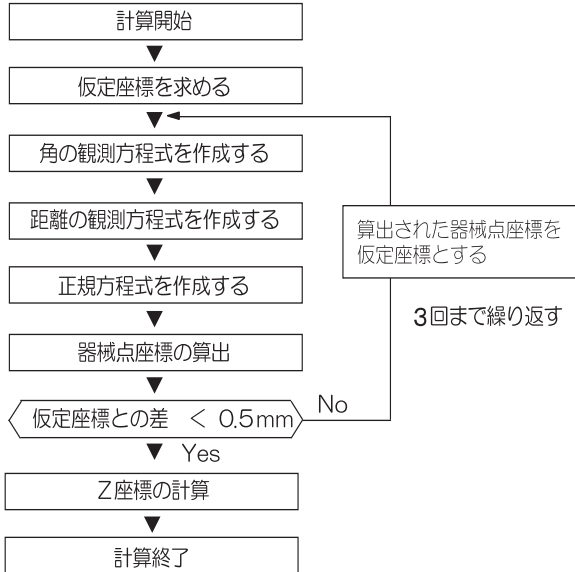 計算開始
仮定座標を求める
角の観測方程式を作成する
距離の観測方程式を作成する
正規方程式を作成する
器械点座標の算出
仮定座標との差 < 0.5mm
No
Yes
Z座標の計算
計算終了
算出された器械点座標を
仮定座標とする
3回まで繰り返す